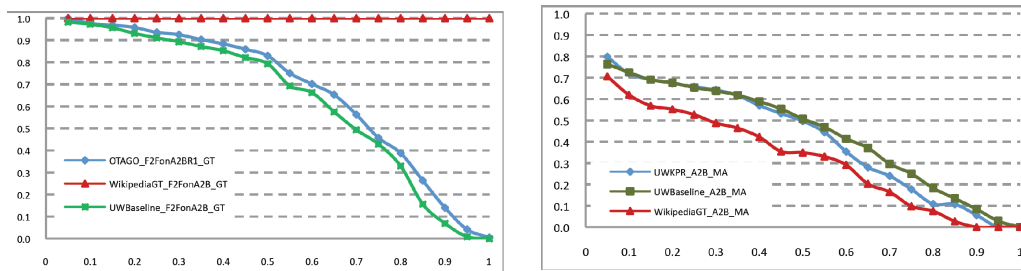 1.0
0.9
0.8
0.7
0.6
0.5
0.4
0.3
0.2
0.1
0.0
OTAGO_F2FonA2BR1_GT
WikipediaGT_F2FonA2B_GT
UWBaseline_F2FonA2B_GT
0 0.1 0.2 0.3 0.4 0.5 0.6 0.7 0.8 0.9 1
1.0
0.9
0.8
0.7
0.6
0.5
0.4
0.3
0.2
0.1
0.0
UWKPR_A2B_MA
UWBaseline_A2B_MA
WikipediaGT_A2B_MA
0 0.1 0.2 0.3 0.4 0.5 0.6 0.7 0.8 0.9 1